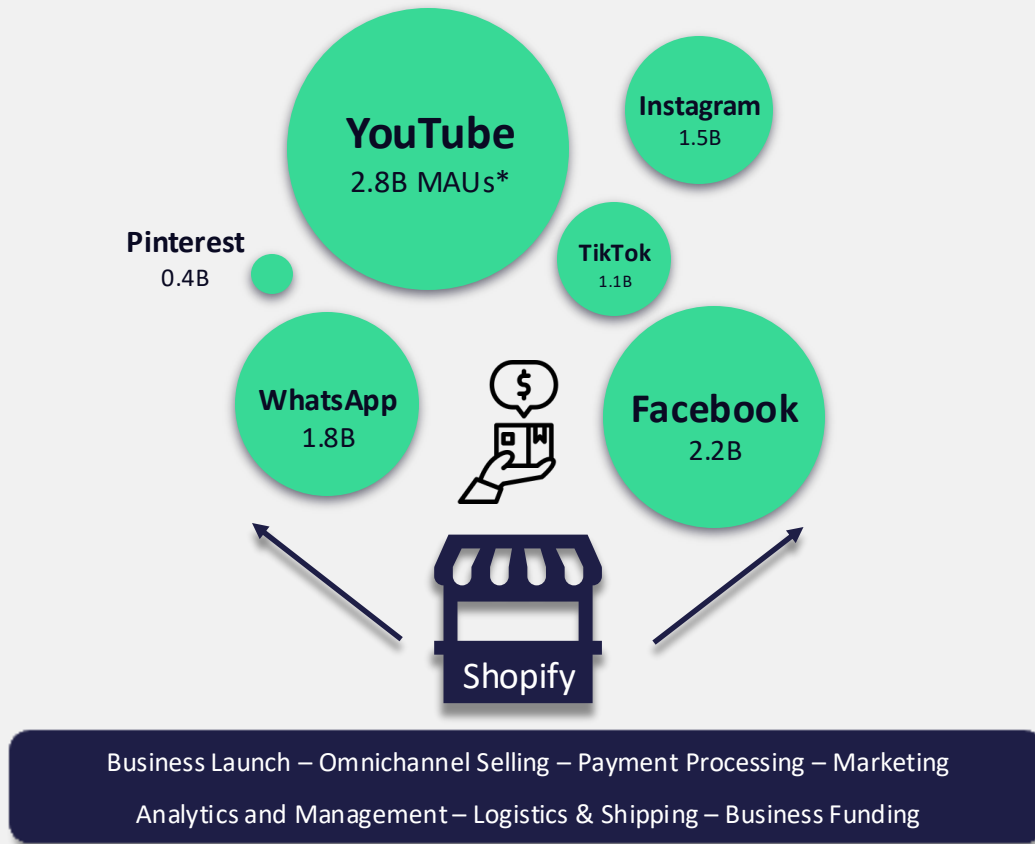 YouTube
2.8B MAUs*
Instagram
1.5B
Pinterest
0.4B
TikTok
1.1B
WhatsApp
1.8B
$
Facebook
2.2B
Shopify
Business Launch – Omnichannel Selling – Payment Processing – Marketing
Analytics and Management – Logistics & Shipping – Business Funding